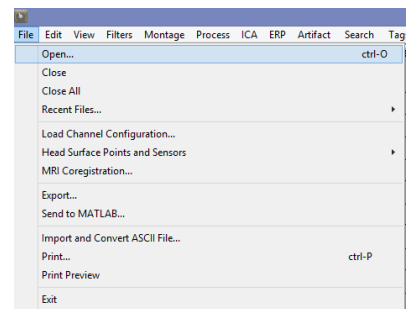 File Edit View Filters Montage Process ICA ERP Artifact Search Tag
Open... ctrl-O
Close
Close All
Recent Files...
Load Channel Configuration...
Head Surface Points and Sensors
MRI Coregistration...
Export...
Send to MATLAB...
Import and Convert ASCII File...
Print... ctrl-P
Print Preview
Exit